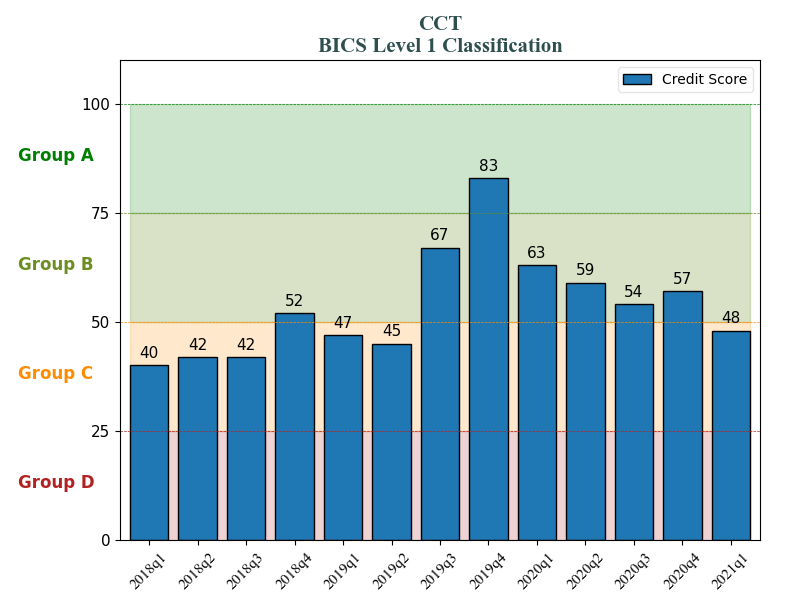 CCT
BICS Level 1 Classification
Credit Score
100
Group A
83
75
67
Group B
63
59
57
54
52
50
48
47
45
42
42
40
Group C
25
Group D
0
2018q1
2018q2
2018q3
2018q4
2019q1
2019q2
2019q3
2019q4
2020q1
2020q2
2020q3
2020q4
2021q1